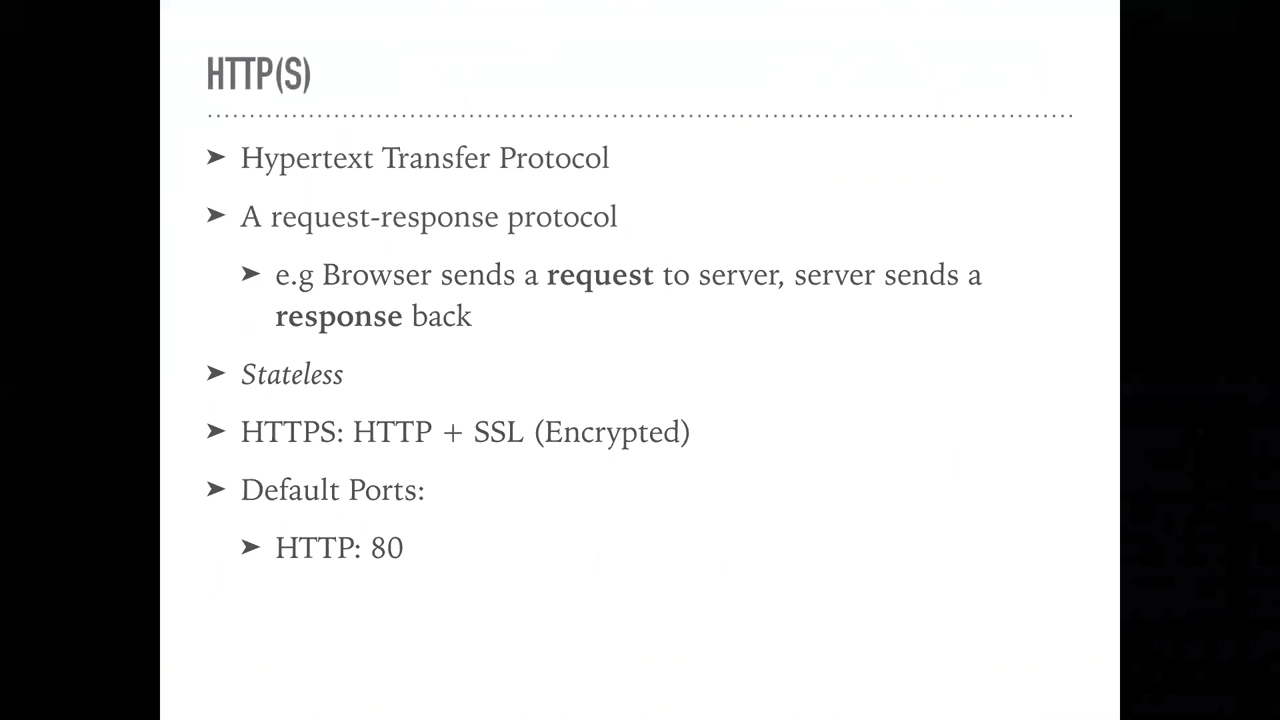 HTTP(S)
➤ Hypertext Transfer Protocol
➤ A request-response protocol
➤ e.g Browser sends a request to server, server sends a
response back
➤ Stateless
➤ HTTPS: HTTP + SSL (Encrypted)
➤ Default Ports:
➤ HTTP: 80